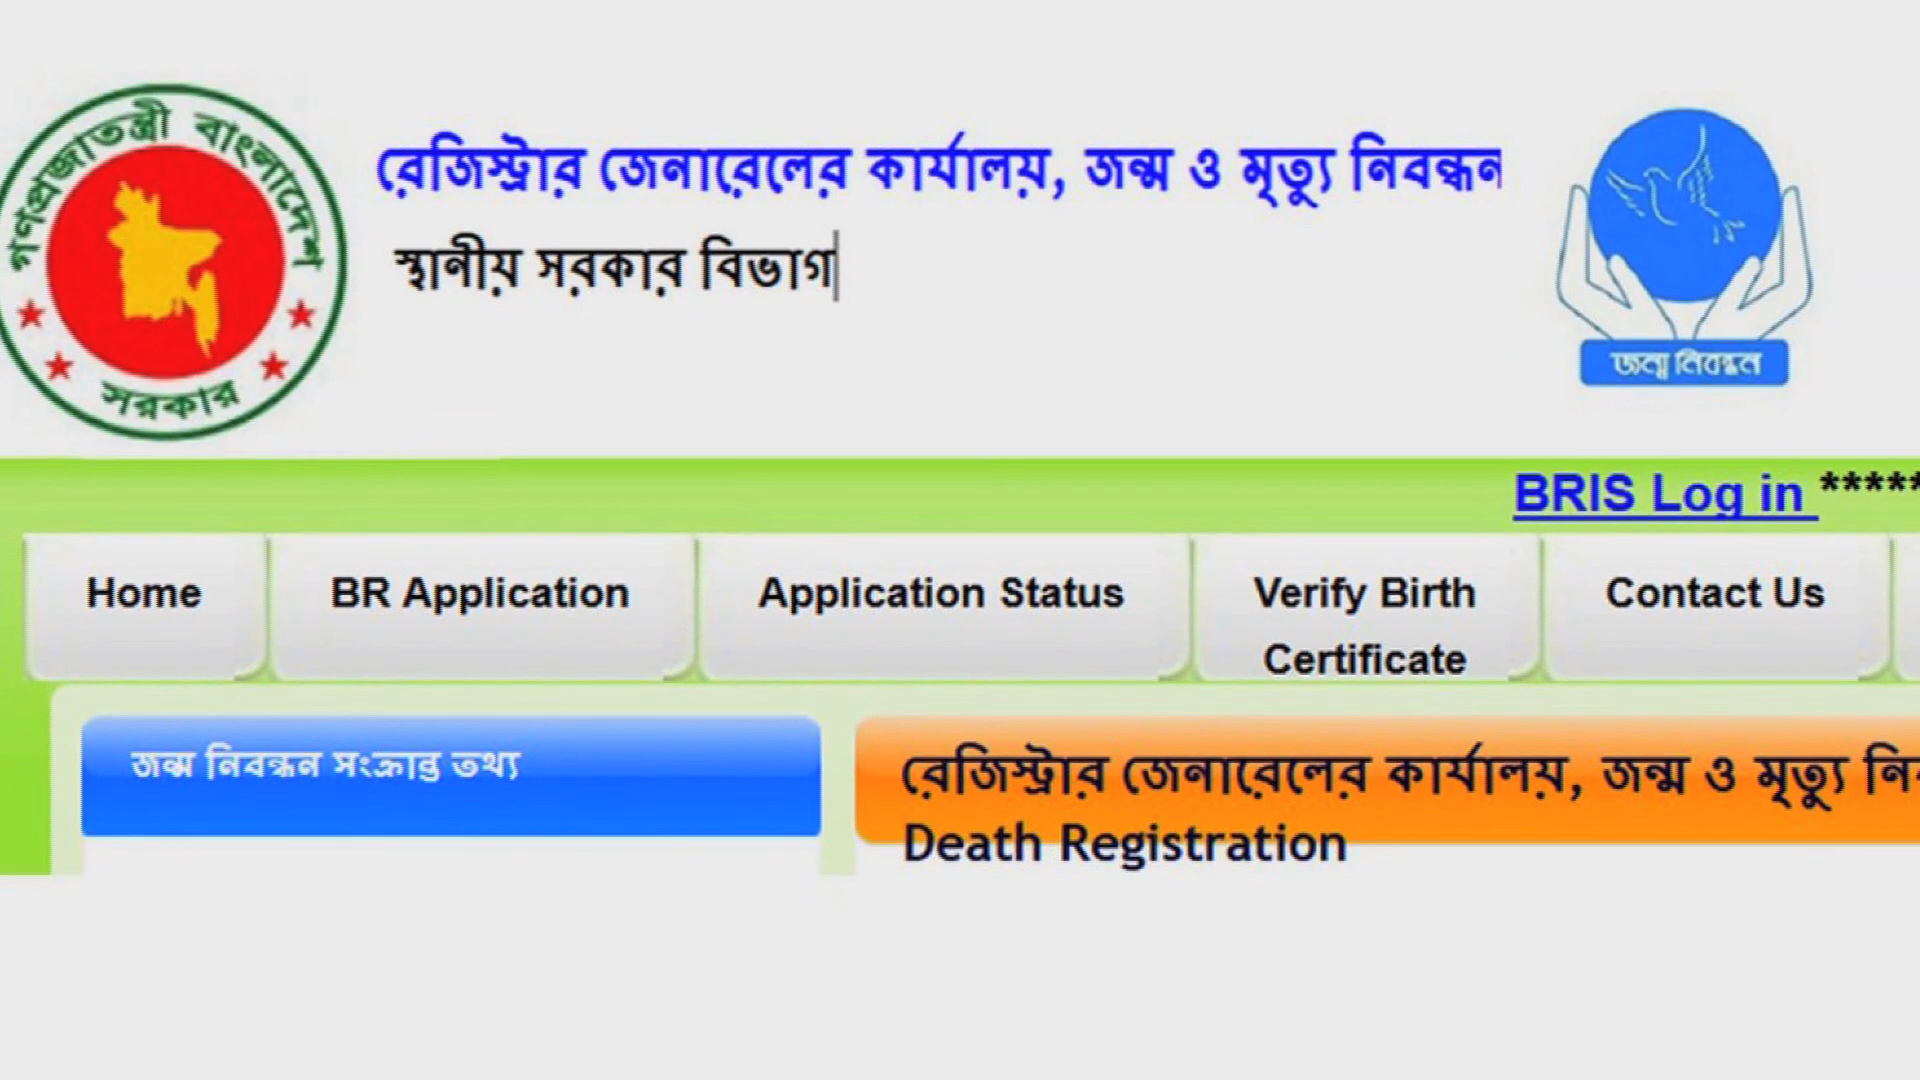 গণপ্রজাতন্ত্রী বাংলাদেশ
সরকার
রেজিস্ট্রার জেনারেলের কার্যালয়, জন্ম ও মৃত্যু নিবন্ধন
স্থানীয় সরকার বিভাগ
জন্ম নিবন্ধন
BRIS Log in *****
Home
BR Application
Application Status
Verify Birth
Certificate
Contact Us
জন্ম নিবন্ধন সংক্রান্ত তথ্য
রেজিস্ট্রার জেনারেলের কার্যালয়, জন্ম ও মৃত্যু
Death Registration